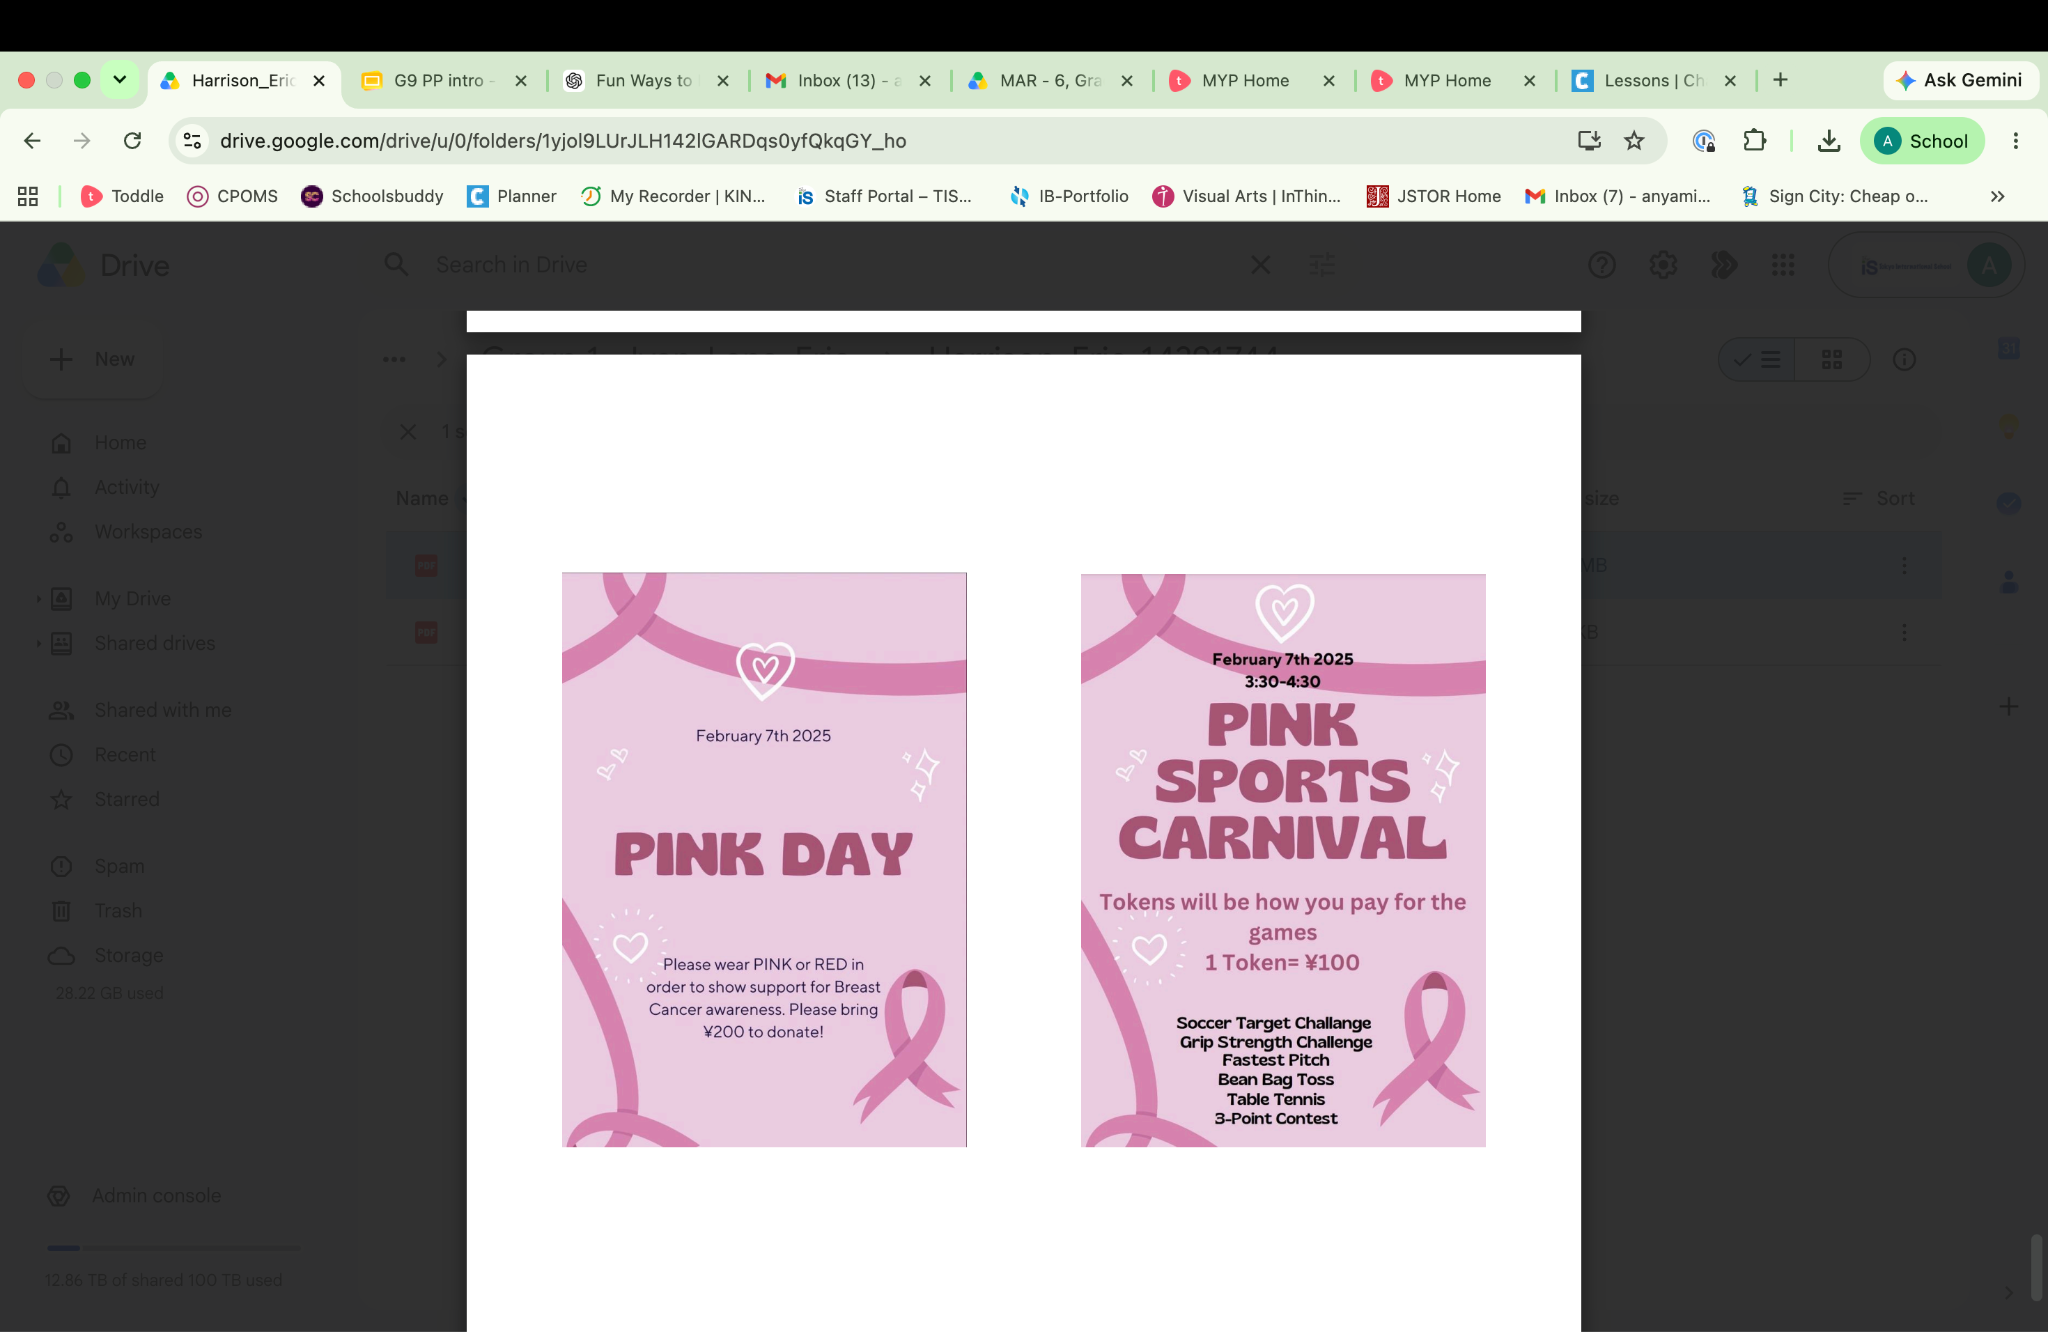 Harrison_Eric
G9 PP intro -
Fun Ways to
Inbox (13) - a
MAR - 6, Gra
MYP Home
MYP Home
Lessons | Ch
Ask Gemini
drive.google.com/drive/u/0/folders/1yjol9LUrJLH142lGARDqs0yfQkqGY_ho
A School
Toddle
CPOMS
Schoolsbuddy
Planner
My Recorder | KIN...
Staff Portal – TIS...
IB-Portfolio
Visual Arts | InThin...
JSTOR Home
Inbox (7) - anyami...
Sign City: Cheap o...
Drive
Search in Drive
A
New
Home
Activity
Workspaces
My Drive
Shared drives
Shared with me
Recent
Starred
Spam
Trash
Storage
28.22 GB used
Admin console
12.86 TB of shared 100 TB used
Name
size
Sort
PDF
MB
PDF
KB
31
February 7th 2025
PINK DAY
Please wear PINK or RED in
order to show support for Breast
Cancer awareness. Please bring
¥200 to donate!
February 7th 2025
3:30-4:30
PINK
SPORTS
CARNIVAL
Tokens will be how you pay for the
games
1 Token= ¥100
Soccer Target Challange
Grip Strength Challenge
Fastest Pitch
Bean Bag Toss
Table Tennis
3-Point Contest